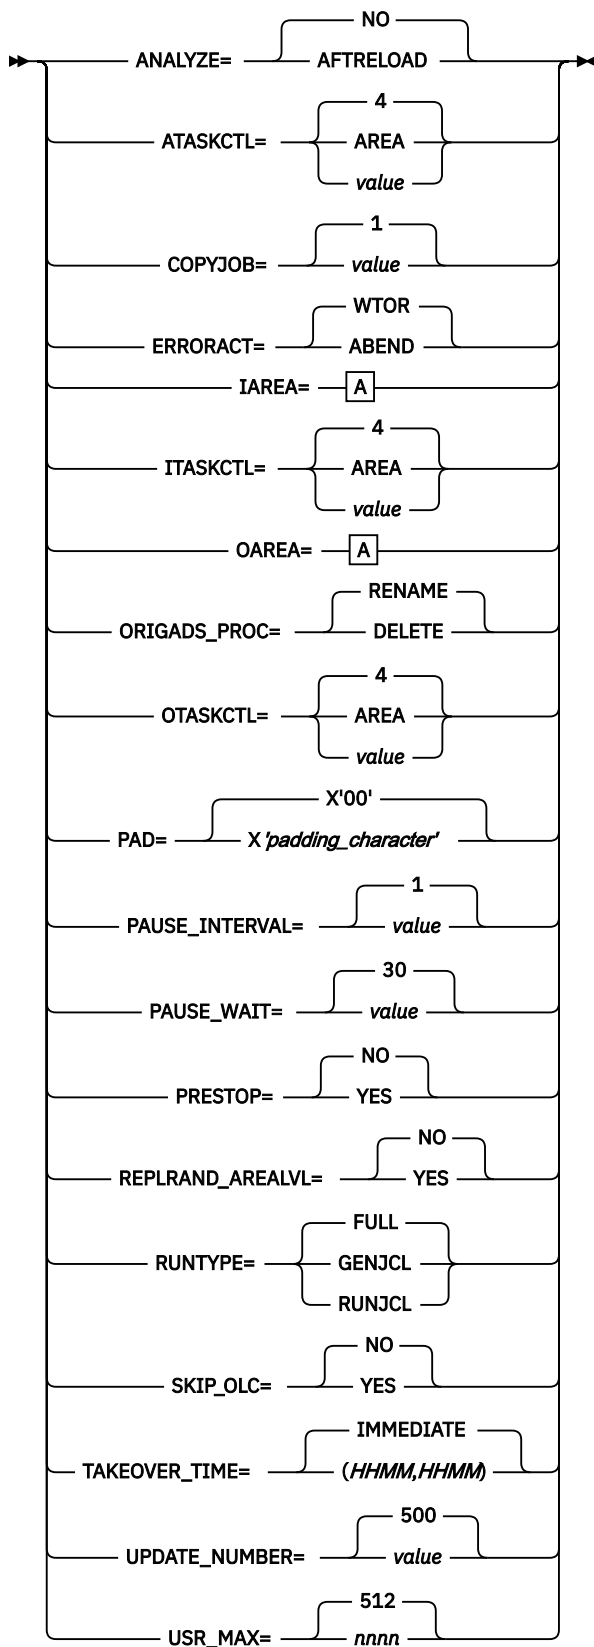 NO
ANALYZE= AFTRELOAD
4
ATASKCTL= AREA
value
1
COPYJOB= value
WTOR
ERRORACT= ABEND
IAREA= A
4
ITASKCTL= AREA
value
OAREA= A
RENAME
ORIGADS_PROC= DELETE
4
OTASKCTL= AREA
value
X'00'
PAD= X'padding_character'
1
PAUSE_INTERVAL= value
30
PAUSE_WAIT= value
NO
PRESTOP= YES
NO
REPLRAND_AREALVL= YES
FULL
RUNTYPE= GENJCL
RUNJCL
NO
SKIP_OLC= YES
IMMEDIATE
TAKEOVER_TIME= (HHMM,HHMM)
500
UPDATE_NUMBER= value
512
USR_MAX= nnnn